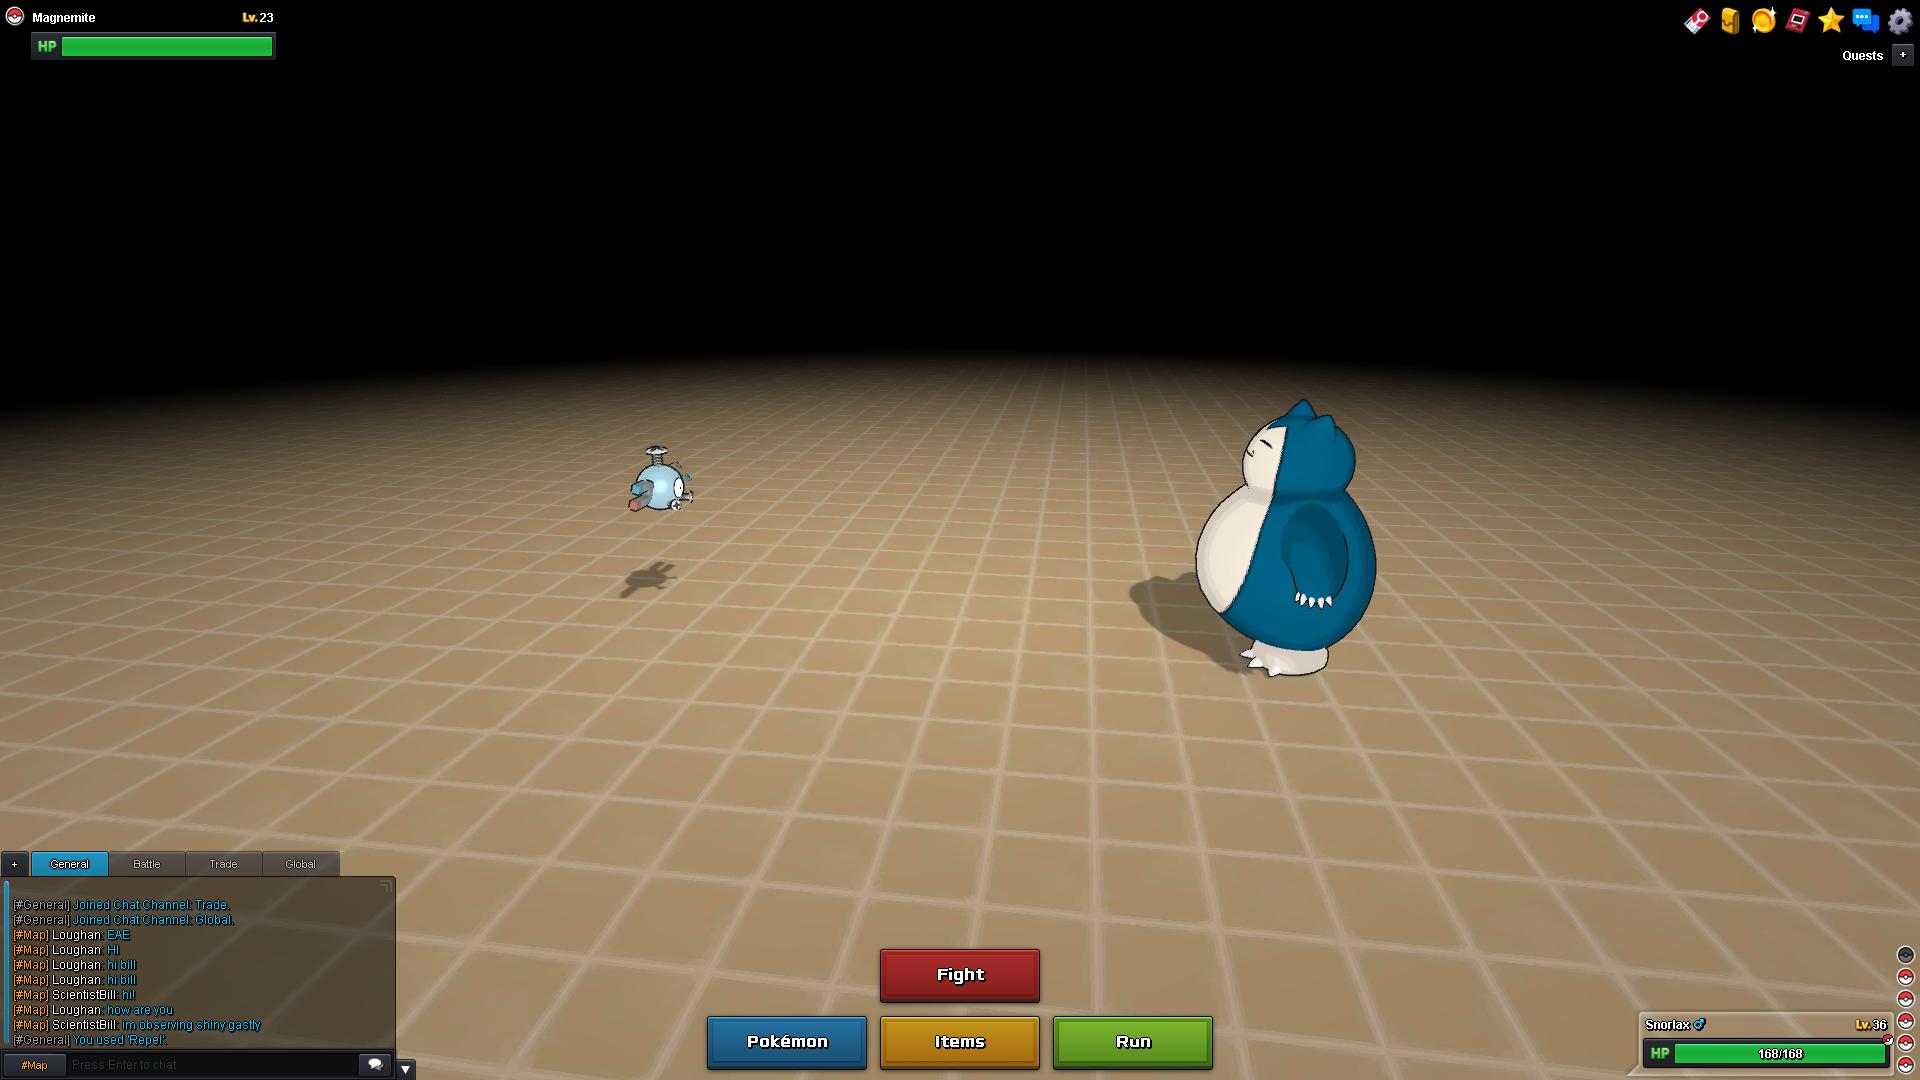 Magnemite Lv.23
HP
Quests +
+ General Battle Trade Global
[#General] Joined Chat Channel: Trade.
[#General] Joined Chat Channel: Global.
[#Map] Loughan: EAE
[#Map] Loughan: HI
[#Map] Loughan: hi bill
[#Map] Loughan: hi bill
[#Map] ScientistBill: hi!
[#Map] Loughan: how are you
[#Map] ScientistBill: im observing shiny gastly
[#General] You used 'Repel'.
#Map Press Enter to chat
Fight
Pokémon Items Run
Snorlax♂ Lv.36
HP 168/168